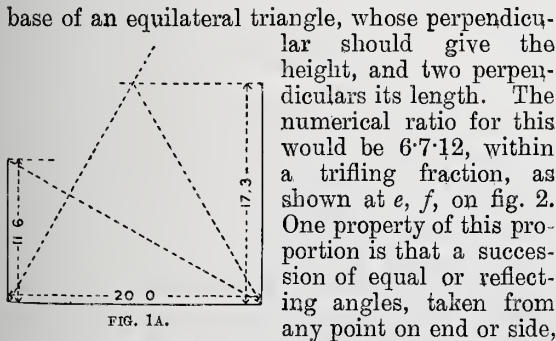 base of an equilateral triangle, whose perpendicu-
lar should give the
height, and two perpen-
diculars its length. The
numerical ratio for this
would be 6·7·12, within
a trifling fraction, as
shown at e, f, on fig. 2.
One property of this pro-
portion is that a succes-
sion of equal or reflect-
ing angles, taken from
any point on end or side,
11.6
17.3
20 0
FIG. 1A.